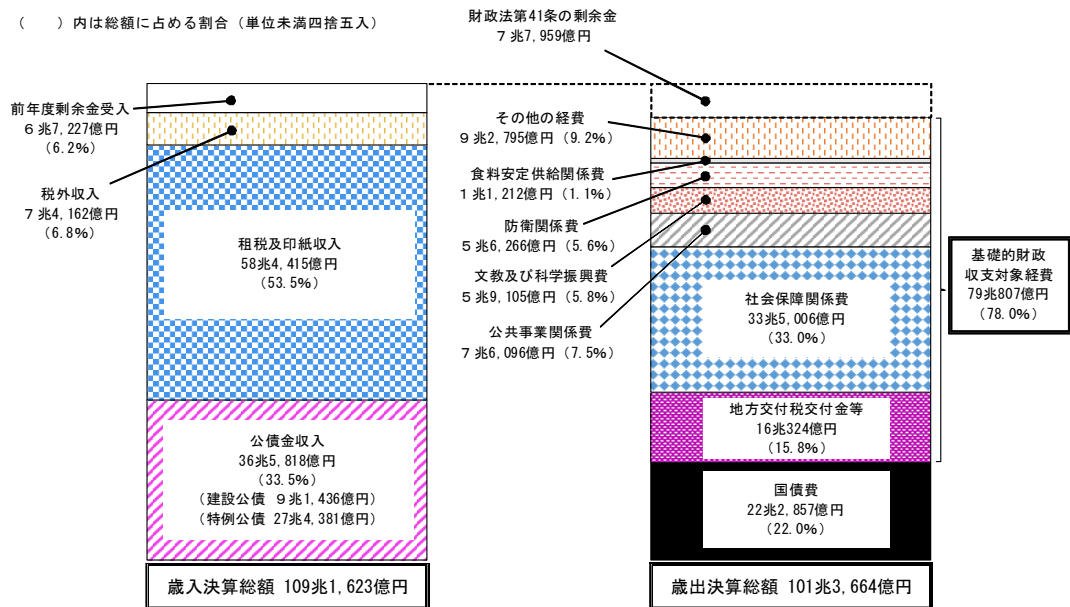 (　　)内は総額に占める割合（単位未満四捨五入）
財政法第41条の剰余金
７兆7,959億円
前年度剰余金受入
６兆7,227億円
(6.2%)
税外収入
７兆4,162億円
(6.8%)
租税及印紙収入
58兆4,415億円
(53.5%)
公債金収入
36兆5,818億円
(33.5%)
（建設公債 ９兆1,436億円）
（特例公債 27兆4,381億円）
歳入決算総額 109兆1,623億円
その他の経費
９兆2,795億円（9.2%）
食料安定供給関係費
１兆1,212億円（1.1%）
防衛関係費
５兆6,266億円（5.6%）
文教及び科学振興費
５兆9,105億円（5.8%）
公共事業関係費
７兆6,096億円（7.5%）
社会保障関係費
33兆5,006億円
(33.0%)
地方交付税交付金等
16兆324億円
(15.8%)
国債費
22兆2,857億円
(22.0%)
歳出決算総額 101兆3,664億円
基礎的財政
収支対象経費
79兆807億円
(78.0%)